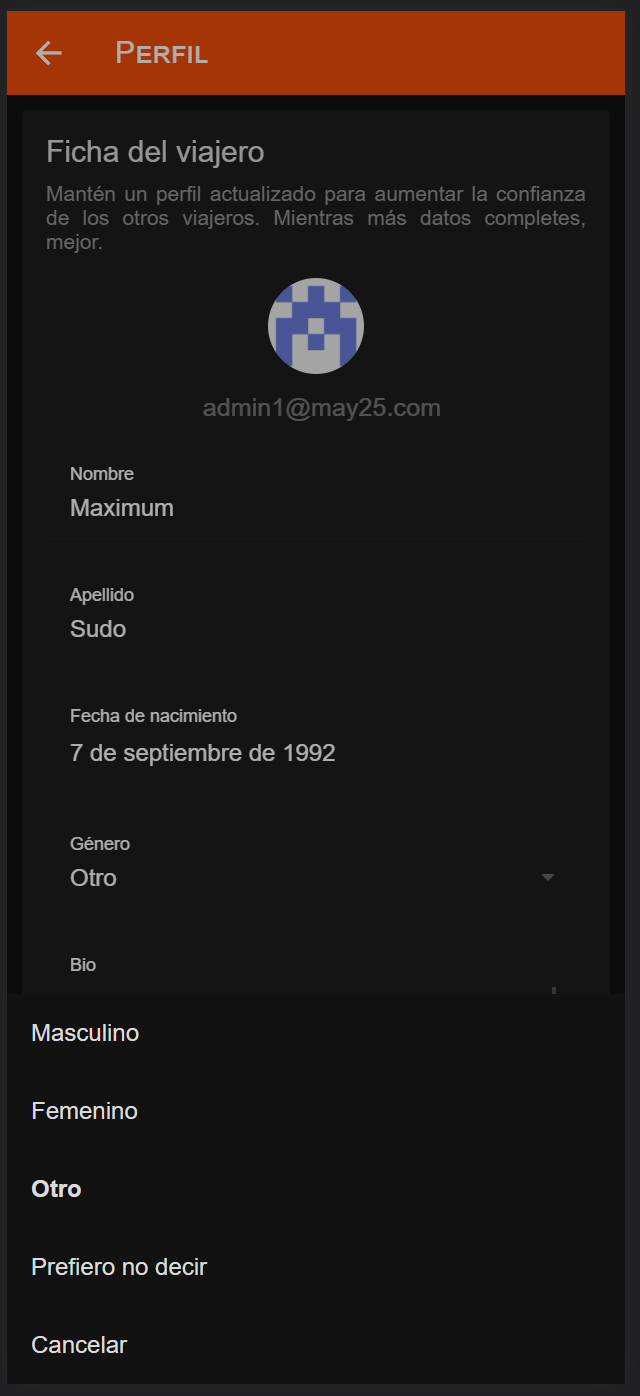 Perfil
Ficha del viajero
Mantén un perfil actualizado para aumentar la confianza
de los otros viajeros. Mientras más datos completes,
mejor.
admin1@may25.com
Nombre
Maximum
Apellido
Sudo
Fecha de nacimiento
7 de septiembre de 1992
Género
Otro
Bio
Masculino
Femenino
Otro
Prefiero no decir
Cancelar